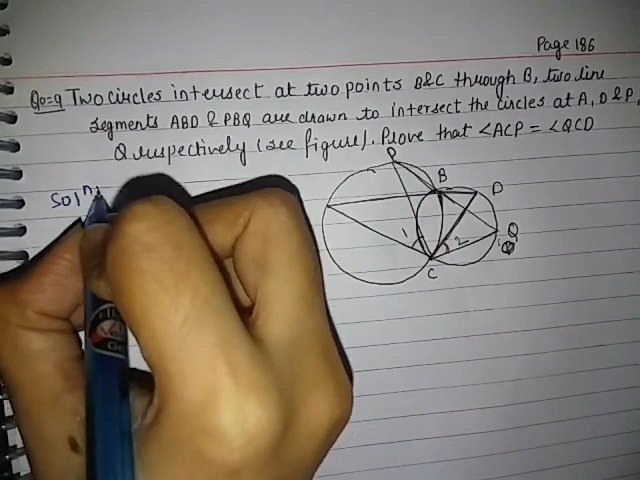 Page 186
Qo=9 Two circles intersect at two points B&C through B, two line
segments ABD & PBQ are drawn to intersect the circles at A, D & P,
Q respectively (see figure). Prove that ∠ACP = ∠QCD
Solⁿ:
P
B
D
1
2
Q
C